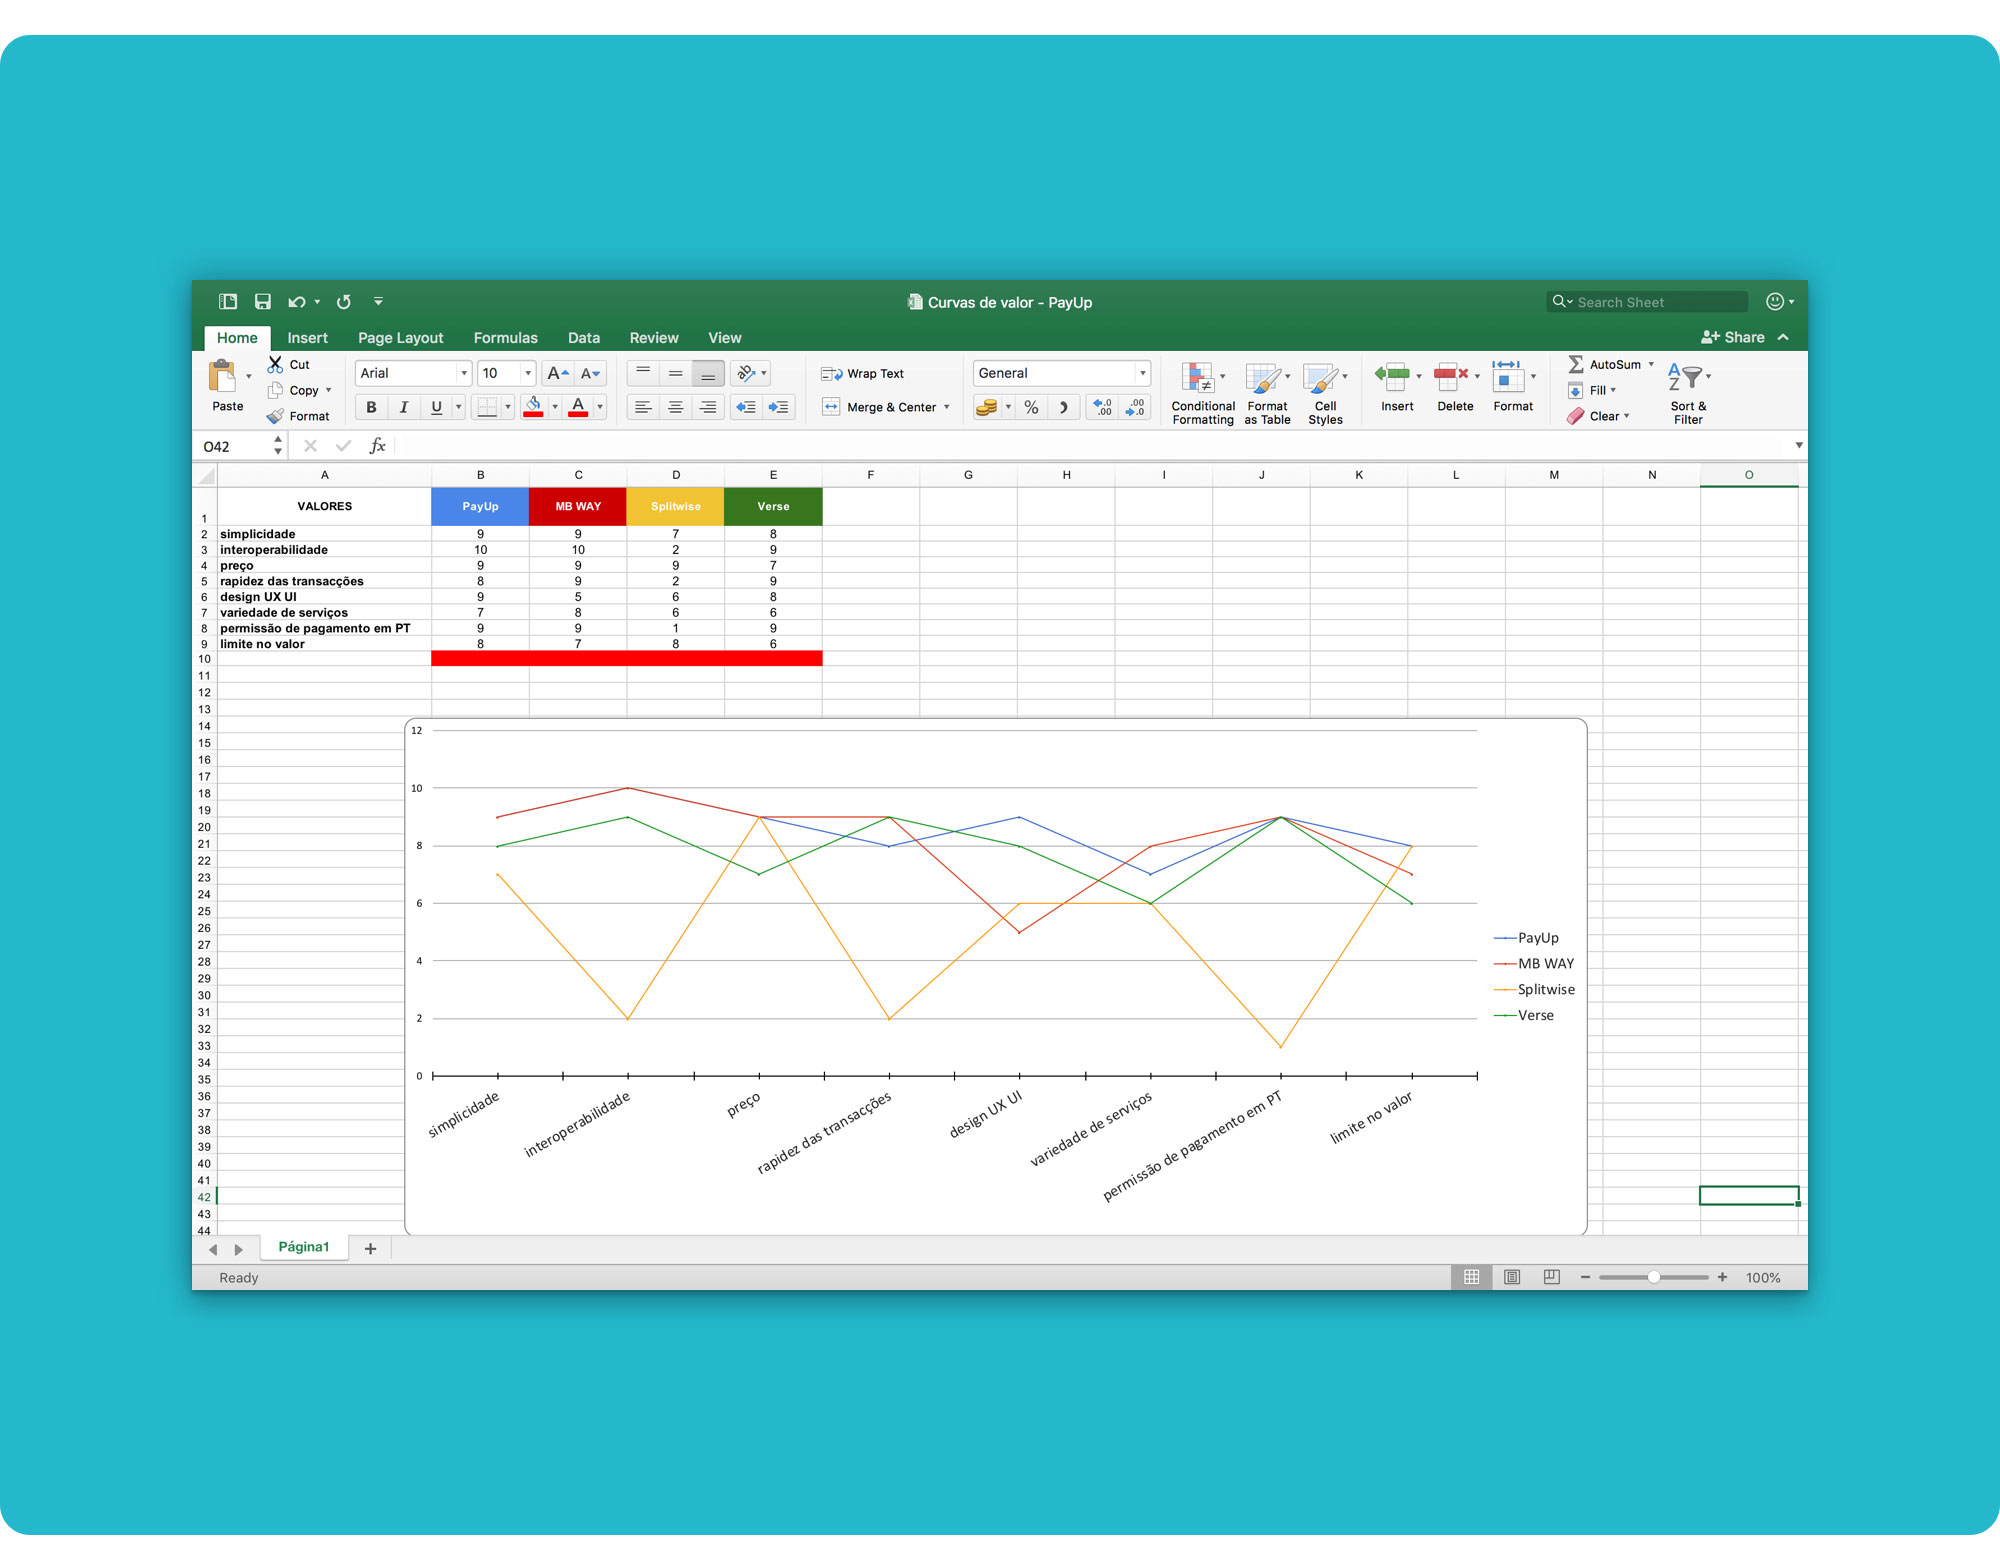 Curvas de valor - PayUp
Search Sheet
Home Insert Page Layout Formulas Data Review View
Share
Paste
Cut
Copy
Format
Arial 10 A A
B I U A
ab
Wrap Text
Merge & Center
General
% .0 .00 .00 .0
Conditional Formatting
Format as Table
Cell Styles
Insert
Delete
Format
AutoSum
Fill
Clear
A Z
Sort & Filter
O42 fx
A B C D E F G H I J K L M N O
1 VALORES PayUp MB WAY Splitwise Verse
2 simplicidade 9 9 7 8
3 interoperabilidade 10 10 2 9
4 preço 9 9 9 7
5 rapidez das transacções 8 9 2 9
6 design UX UI 9 5 6 8
7 variedade de serviços 7 8 6 6
8 permissão de pagamento em PT 9 9 1 9
9 limite no valor 8 7 8 6
10
11
12
13
14
15
16
17
18
19
20
21
22
23
24
25
26
27
28
29
30
31
32
33
34
35
36
37
38
39
40
41
42
43
44
12
10
8
6
4
2
0
simplicidade
interoperabilidade
preço
rapidez das transacções
design UX UI
variedade de serviços
permissão de pagamento em PT
limite no valor
PayUp
MB WAY
Splitwise
Verse
Página1 +
Ready
100%